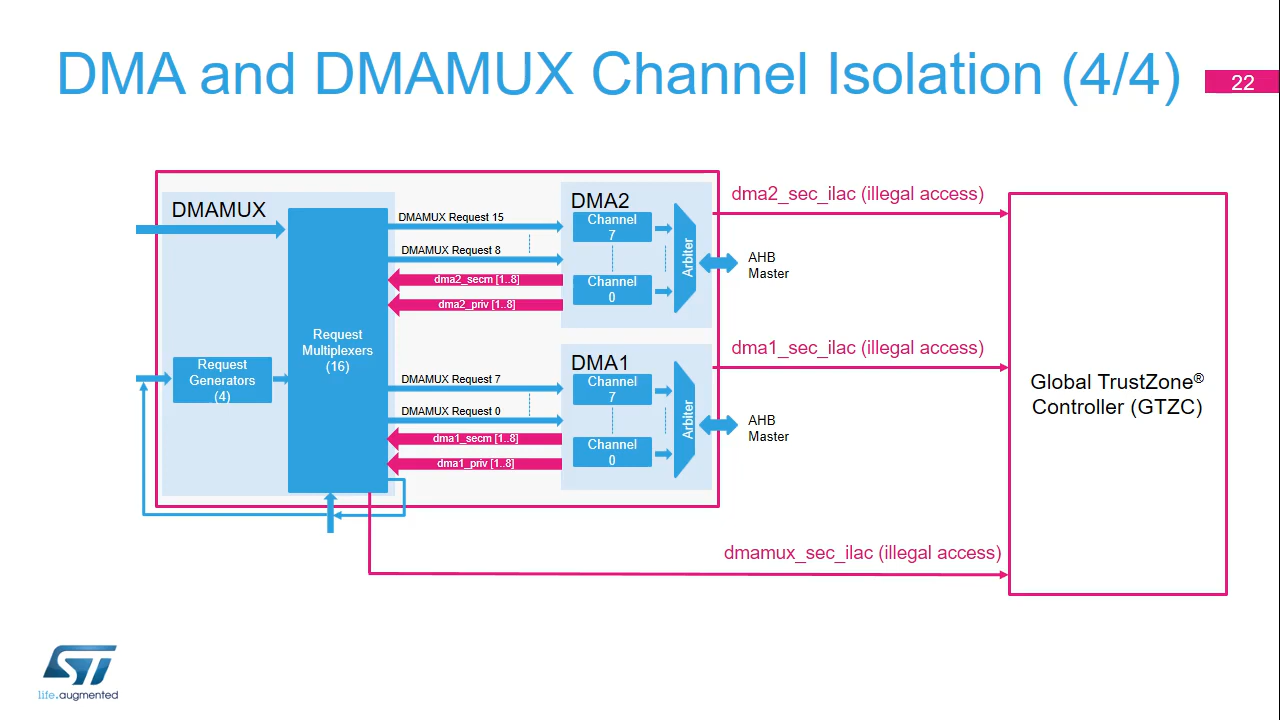 DMA and DMAMUX Channel Isolation (4/4)
22
DMAMUX
Request
Multiplexers
(16)
Request
Generators
(4)
DMAMUX Request 15
DMAMUX Request 8
dma2_secm [1..8]
dma2_priv [1..8]
DMA2
Channel
7
Channel
0
Arbiter
AHB
Master
dma2_sec_ilac (illegal access)
DMAMUX Request 7
DMAMUX Request 0
dma1_secm [1..8]
dma1_priv [1..8]
DMA1
Channel
7
Channel
0
Arbiter
AHB
Master
dma1_sec_ilac (illegal access)
dmamux_sec_ilac (illegal access)
Global TrustZone®
Controller (GTZC)
ST
life.augmented